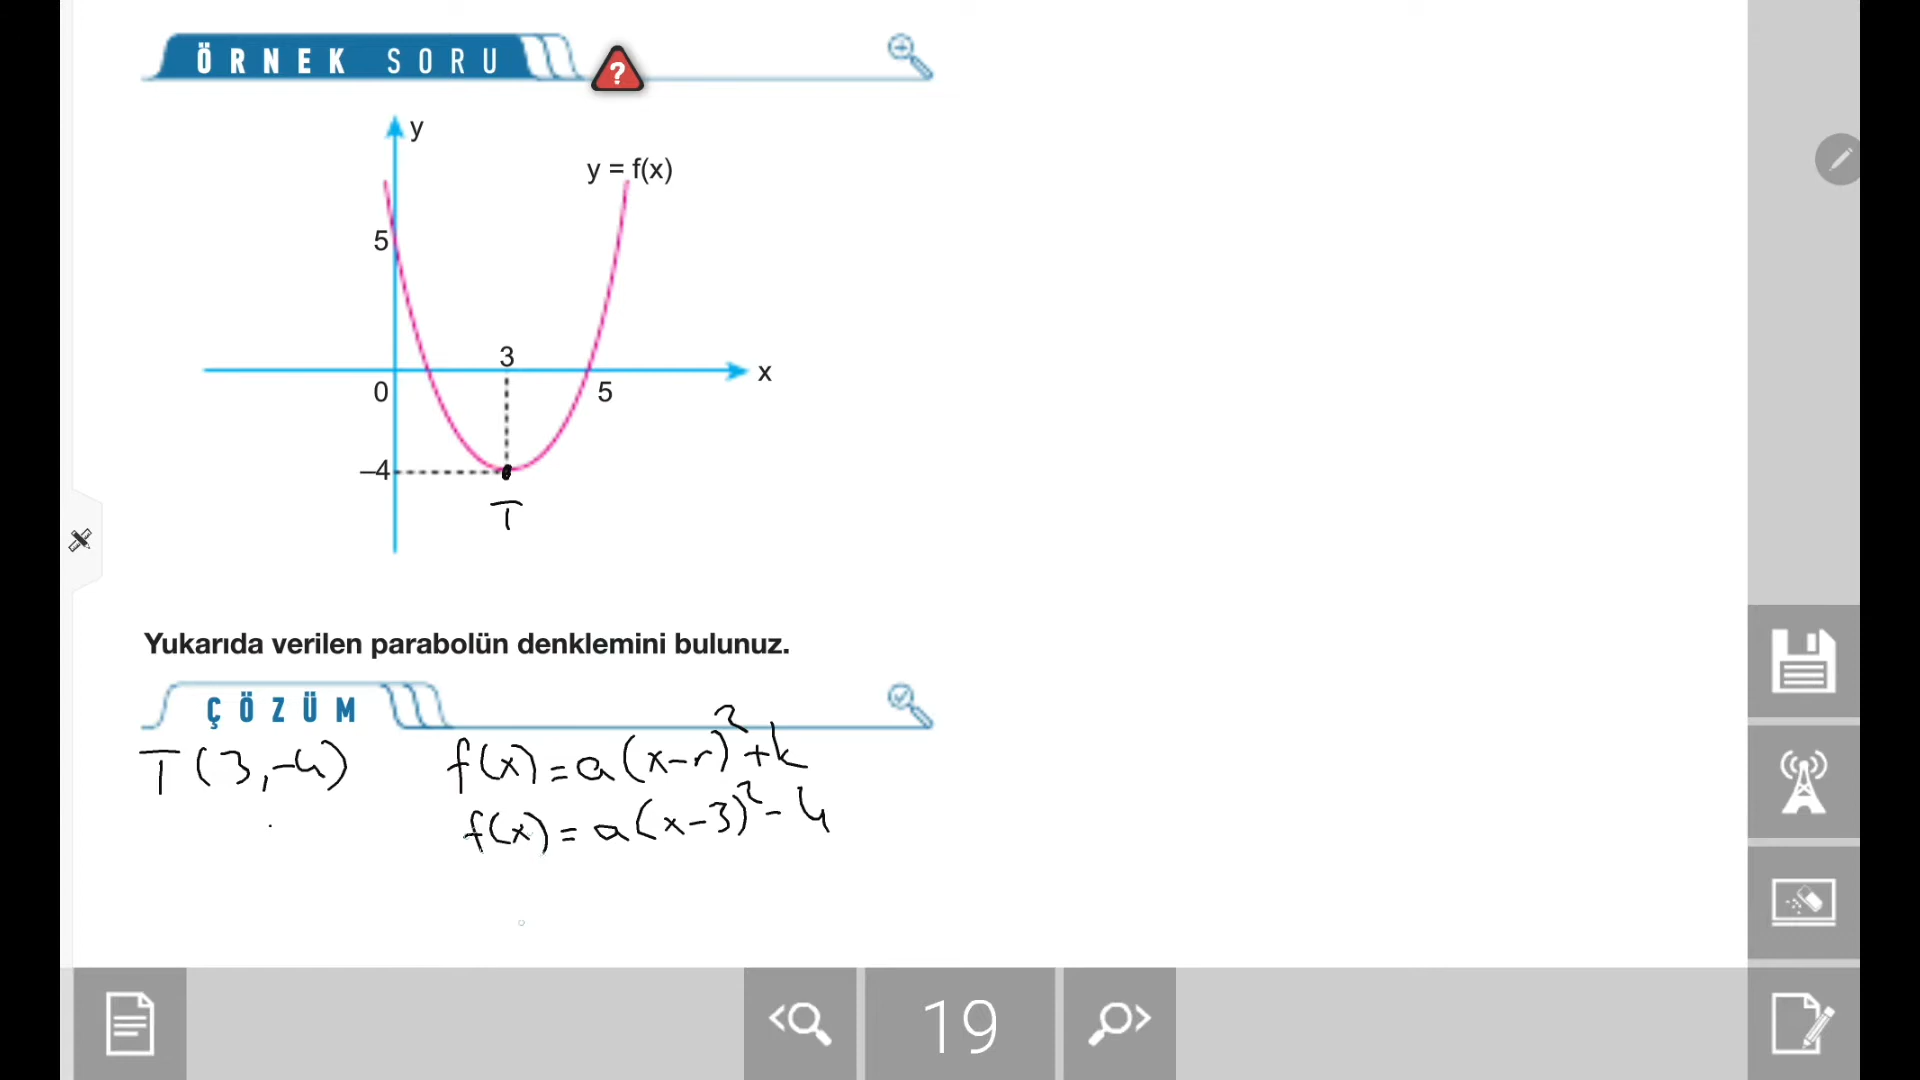 ÖRNEK SORU
?
y
y = f(x)
5
3
x
0
5
–4
T
Yukarıda verilen parabolün denklemini bulunuz.
ÇÖZÜM
T(3,-4) f(x)=a(x-r)²+k
f(x)=a(x-3)²-4
19